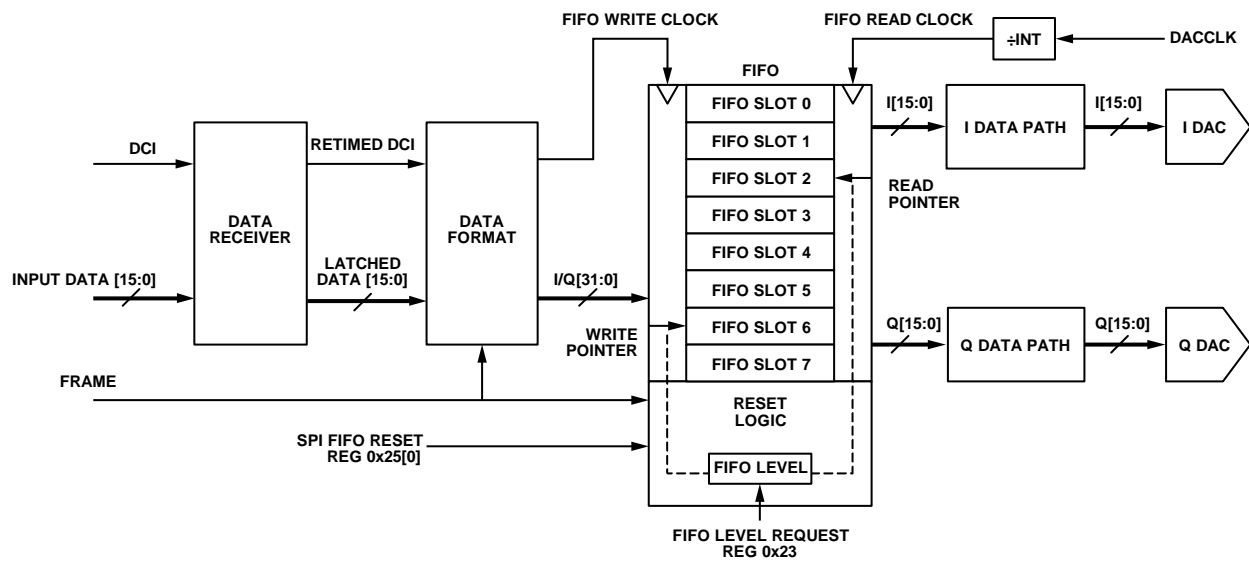 FIFO WRITE CLOCK
FIFO READ CLOCK
÷INT
DACCLK
FIFO
FIFO SLOT 0
FIFO SLOT 1
FIFO SLOT 2
FIFO SLOT 3
FIFO SLOT 4
FIFO SLOT 5
FIFO SLOT 6
FIFO SLOT 7
DCI
RETIMED DCI
DATA
RECEIVER
DATA
FORMAT
INPUT DATA [15:0]
LATCHED
DATA [15:0]
I/Q[31:0]
WRITE
POINTER
READ
POINTER
I[15:0]
I DATA PATH
I[15:0]
I DAC
Q[15:0]
Q DATA PATH
Q[15:0]
Q DAC
FRAME
RESET
LOGIC
SPI FIFO RESET
REG 0x25[0]
FIFO LEVEL
FIFO LEVEL REQUEST
REG 0x23